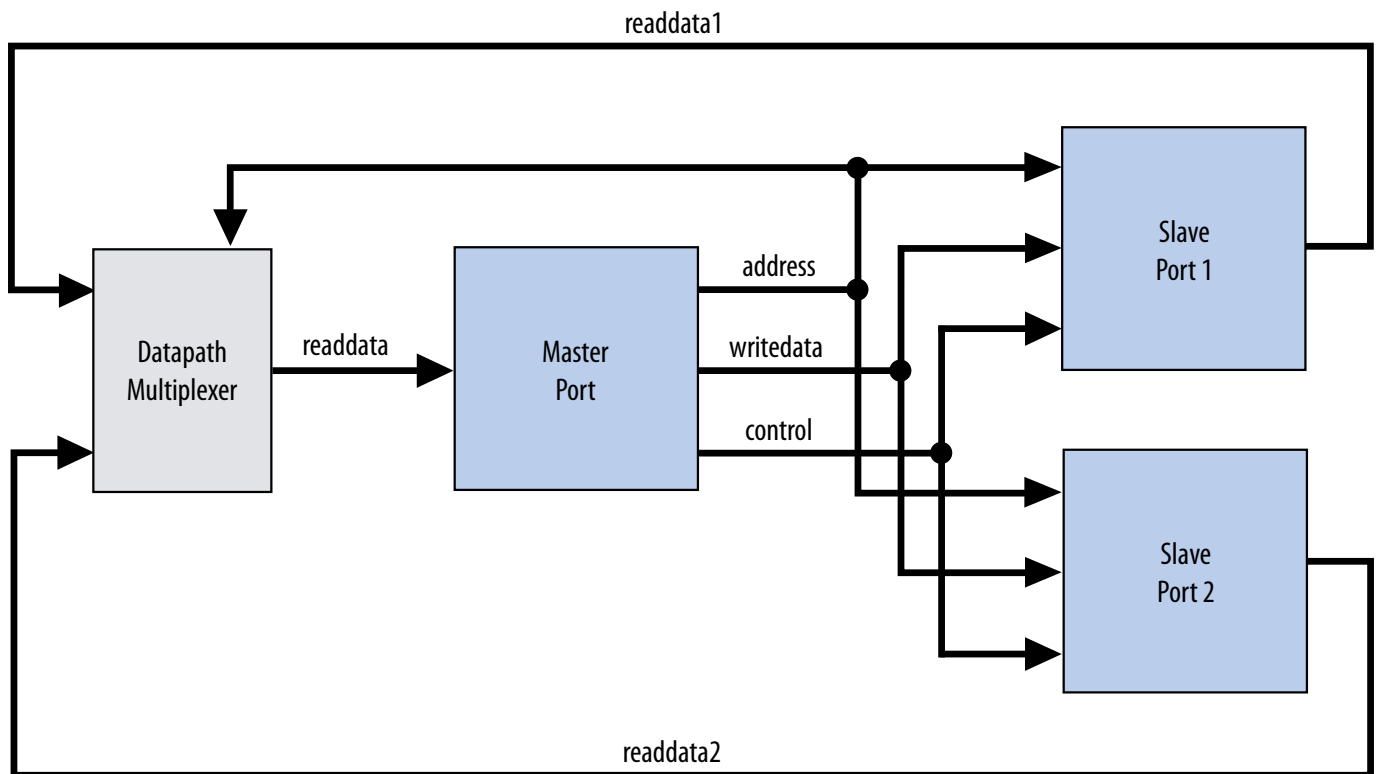 readdata1
Slave
Port 1
address
Datapath
Multiplexer
readdata
Master
Port
writedata
control
Slave
Port 2
readdata2